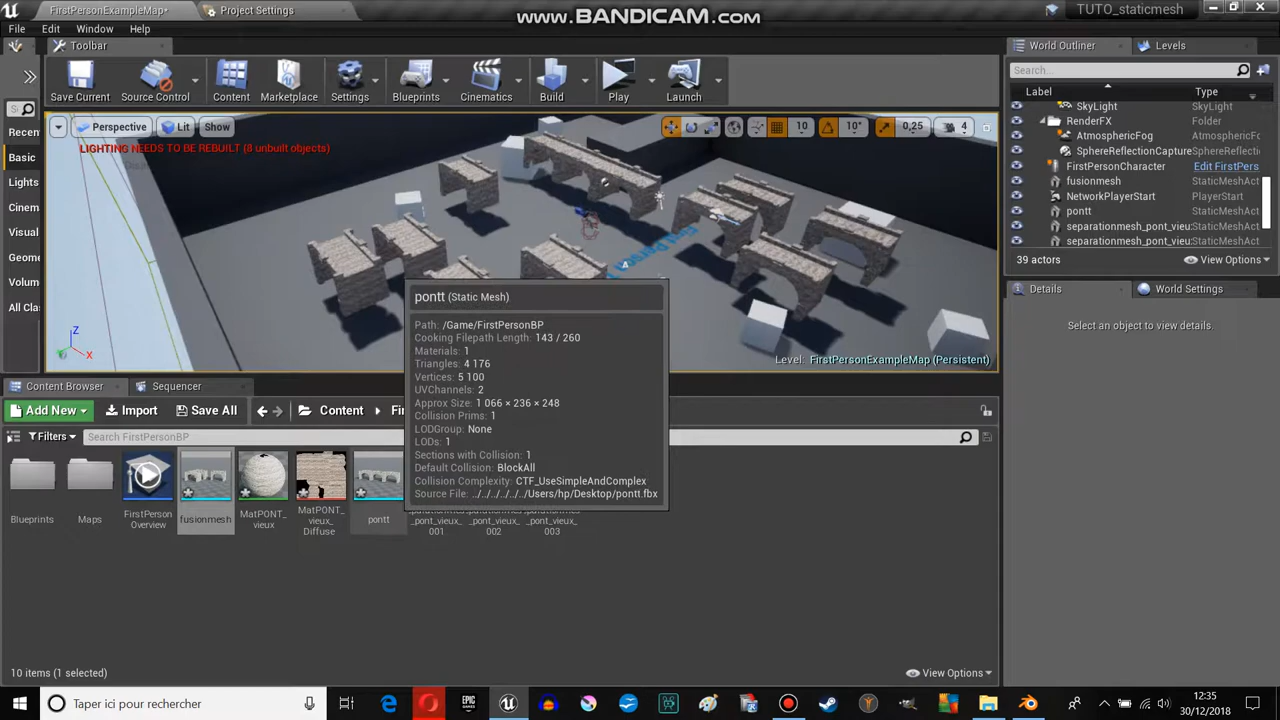 FirstPersonExampleMap*
Project Settings
www.BANDICAM.com
TUTO_staticmesh
File Edit Window Help
Toolbar
World Outliner
Levels
Save Current
Source Control
Content
Marketplace
Settings
Blueprints
Cinematics
Build
Play
Launch
Search...
Label
Type
SkyLight SkyLight
RenderFX Folder
AtmosphericFog AtmosphericFog
SphereReflectionCapture SphereReflectionCapture
FirstPersonCharacter Edit FirstPers
fusionmesh StaticMeshAct
NetworkPlayerStart PlayerStart
pontt StaticMeshAct
separationmesh_pont_vieu: StaticMeshAct
separationmesh_pont_vieu: StaticMeshAct
39 actors
View Options
Details
World Settings
Select an object to view details.
Recen
Basic
Lights
Cinem
Visual
Geome
All Clas
Perspective
Lit
Show
10
10°
0,25
4
LIGHTING NEEDS TO BE REBUILT (8 unbuilt objects)
Level: FirstPersonExampleMap (Persistent)
Z
X
pontt (Static Mesh)
Path: /Game/FirstPersonBP
Cooking Filepath Length: 143 / 260
Materials: 1
Triangles: 4 176
Vertices: 5 100
UVChannels: 2
Approx Size: 1 066 × 236 × 248
Collision Prims: 1
LODGroup: None
LODs: 1
Sections with Collision: 1
Default Collision: BlockAll
Collision Complexity: CTF_UseSimpleAndComplex
Source File: ../../../../../../Users/hp/Desktop/pontt.fbx
Content Browser
Sequencer
Add New
Import
Save All
Content
Fi
Filters
Search FirstPersonBP
Blueprints
Maps
FirstPerson
Overview
fusionmesh
MatPONT_
vieux
MatPONT_
vieux_
Diffuse
pontt
_pont_vieux_
001
_pont_vieux_
002
_pont_vieux_
003
10 items (1 selected)
View Options
Taper ici pour rechercher
12:35
30/12/2018